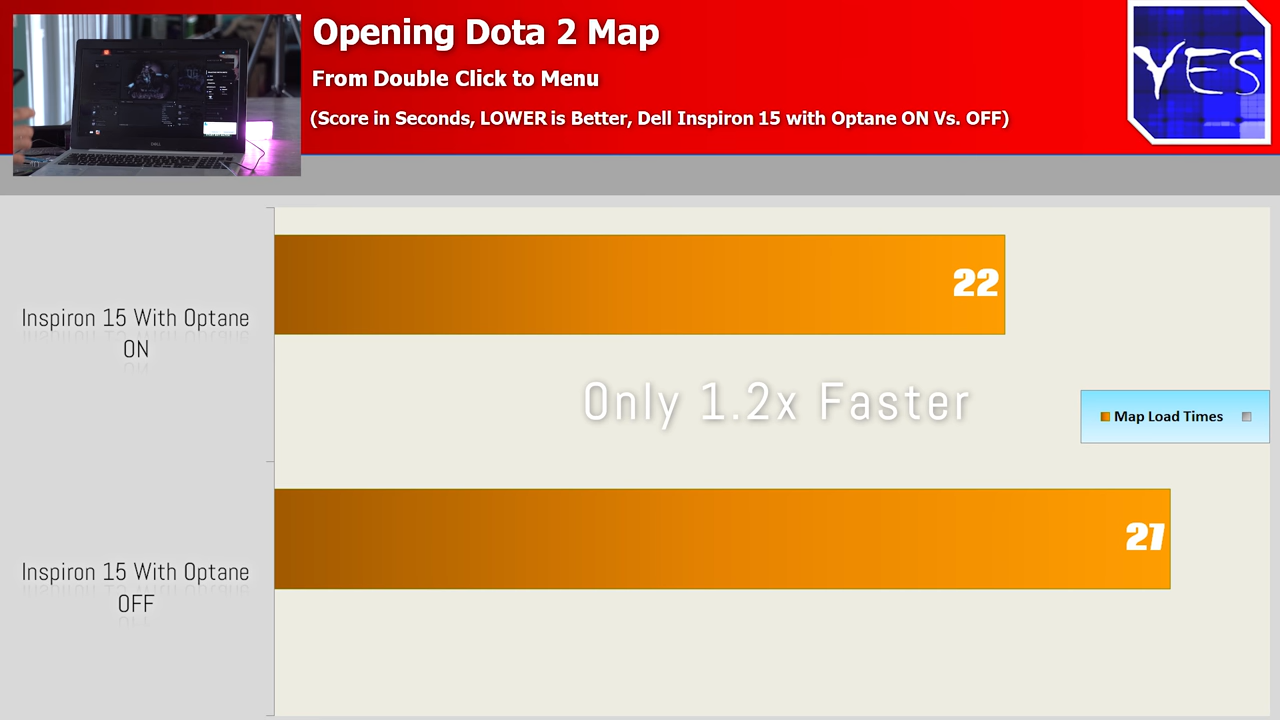 Opening Dota 2 Map
From Double Click to Menu
(Score in Seconds, LOWER is Better, Dell Inspiron 15 with Optane ON Vs. OFF)
YES
DELL
22
Inspiron 15 With Optane
ON
Only 1.2x Faster
Map Load Times
27
Inspiron 15 With Optane
OFF